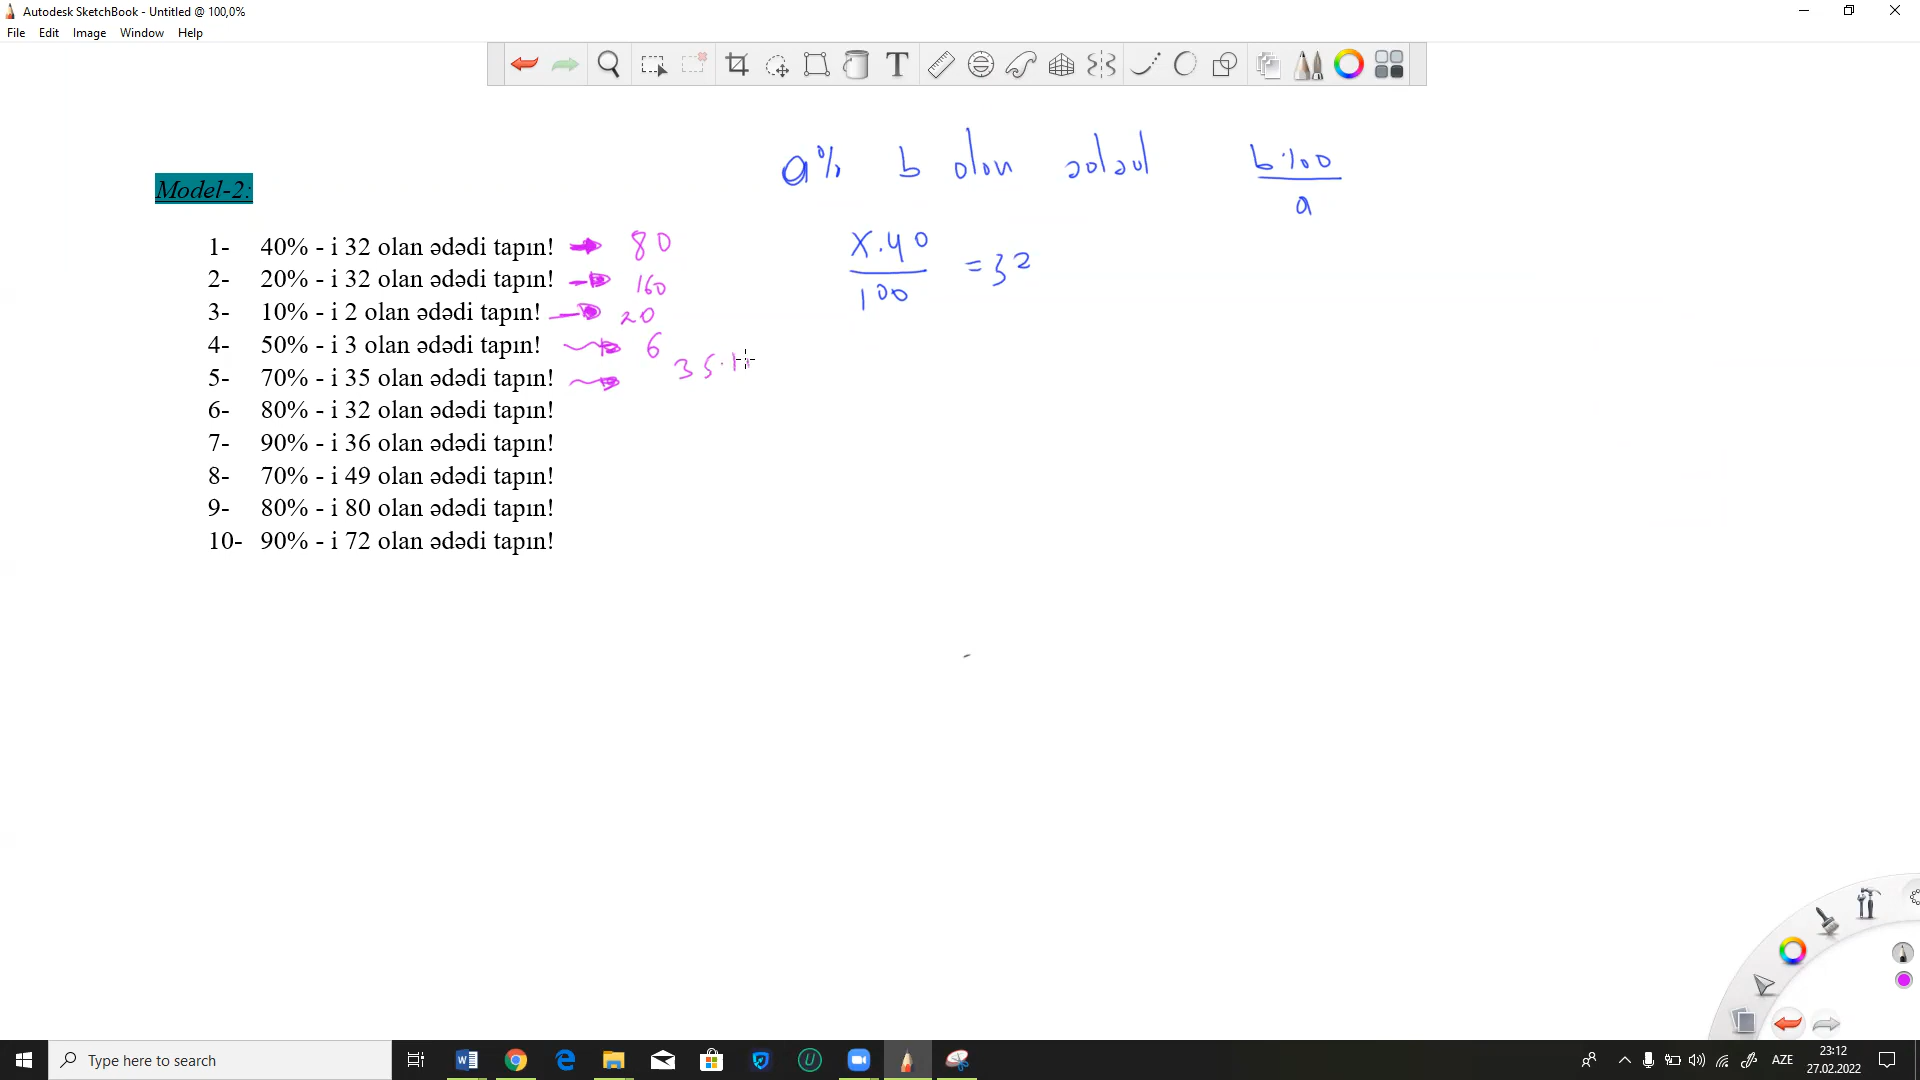 Autodesk SketchBook - Untitled @ 100,0%
File Edit Image Window Help
a% b olan ədəd b·100 / a
Model-2:
1- 40% - i 32 olan ədədi tapın! → 80
x·40 / 100 = 32
2- 20% - i 32 olan ədədi tapın! → 160
3- 10% - i 2 olan ədədi tapın! → 20
4- 50% - i 3 olan ədədi tapın! → 6
5- 70% - i 35 olan ədədi tapın! → 35·1
6- 80% - i 32 olan ədədi tapın!
7- 90% - i 36 olan ədədi tapın!
8- 70% - i 49 olan ədədi tapın!
9- 80% - i 80 olan ədədi tapın!
10- 90% - i 72 olan ədədi tapın!
Type here to search
AZE
23:12
27.02.2022